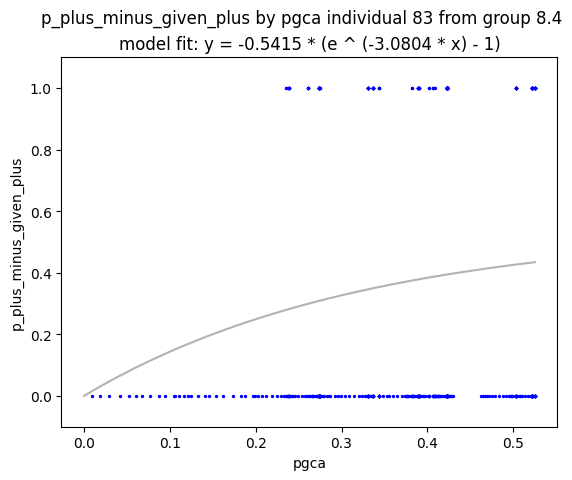 p_plus_minus_given_plus by pgca individual 83 from group 8.4
model fit: y = -0.5415 * (e ^ (-3.0804 * x) - 1)
1.0
0.8
0.6
0.4
0.2
0.0
p_plus_minus_given_plus
0.0 0.1 0.2 0.3 0.4 0.5
pgca